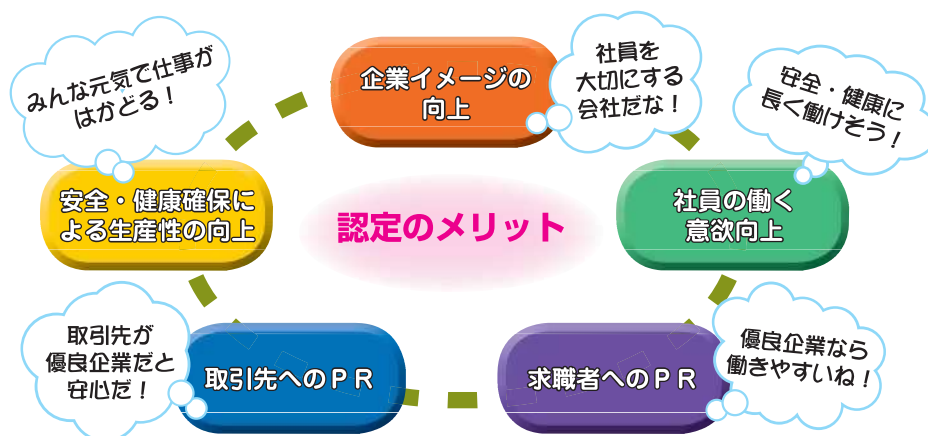 みんな元気で仕事が
はかどる！
企業イメージの
向上
社員を
大切にする
会社だな！
安全・健康に
長く働けそう！
安全・健康確保に
よる生産性の向上
認定のメリット
社員の働く
意欲向上
取引先が
優良企業だと
安心だ！
取引先へのＰＲ
求職者へのＰＲ
優良企業なら
働きやすいね！